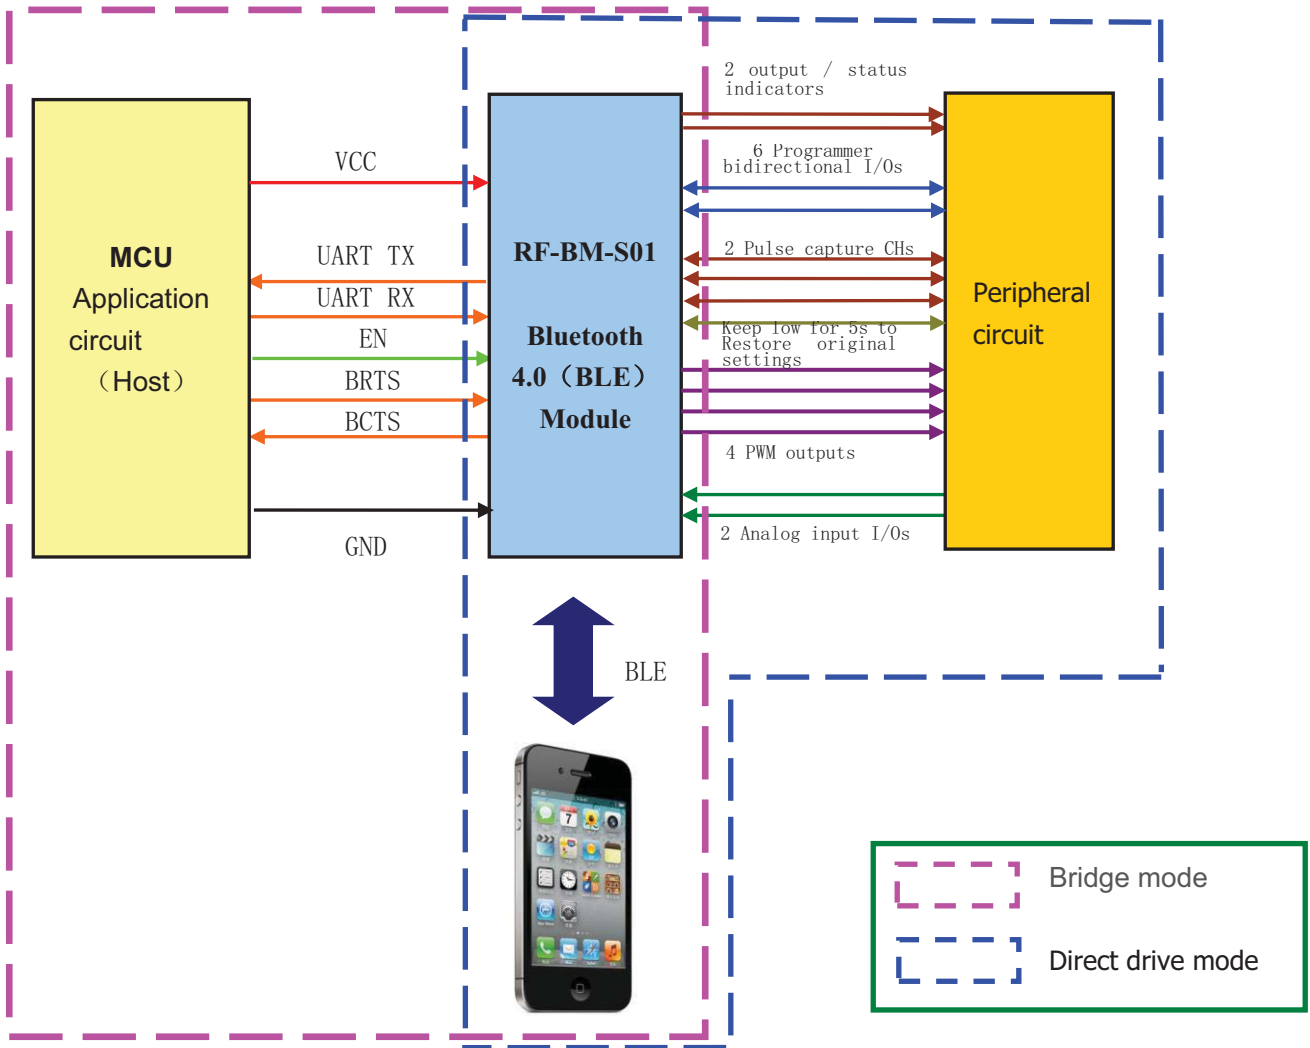 2 output / status
indicators
VCC
6 Programmer
bidirectional I/Os
MCU
Application
circuit
（Host）
UART TX
UART RX
EN
BRTS
BCTS
GND
RF-BM-S01
Bluetooth
4.0（BLE）
Module
2 Pulse capture CHs
Keep low for 5s to
Restore original
settings
4 PWM outputs
2 Analog input I/Os
Peripheral
circuit
BLE
7
Bridge mode
Direct drive mode